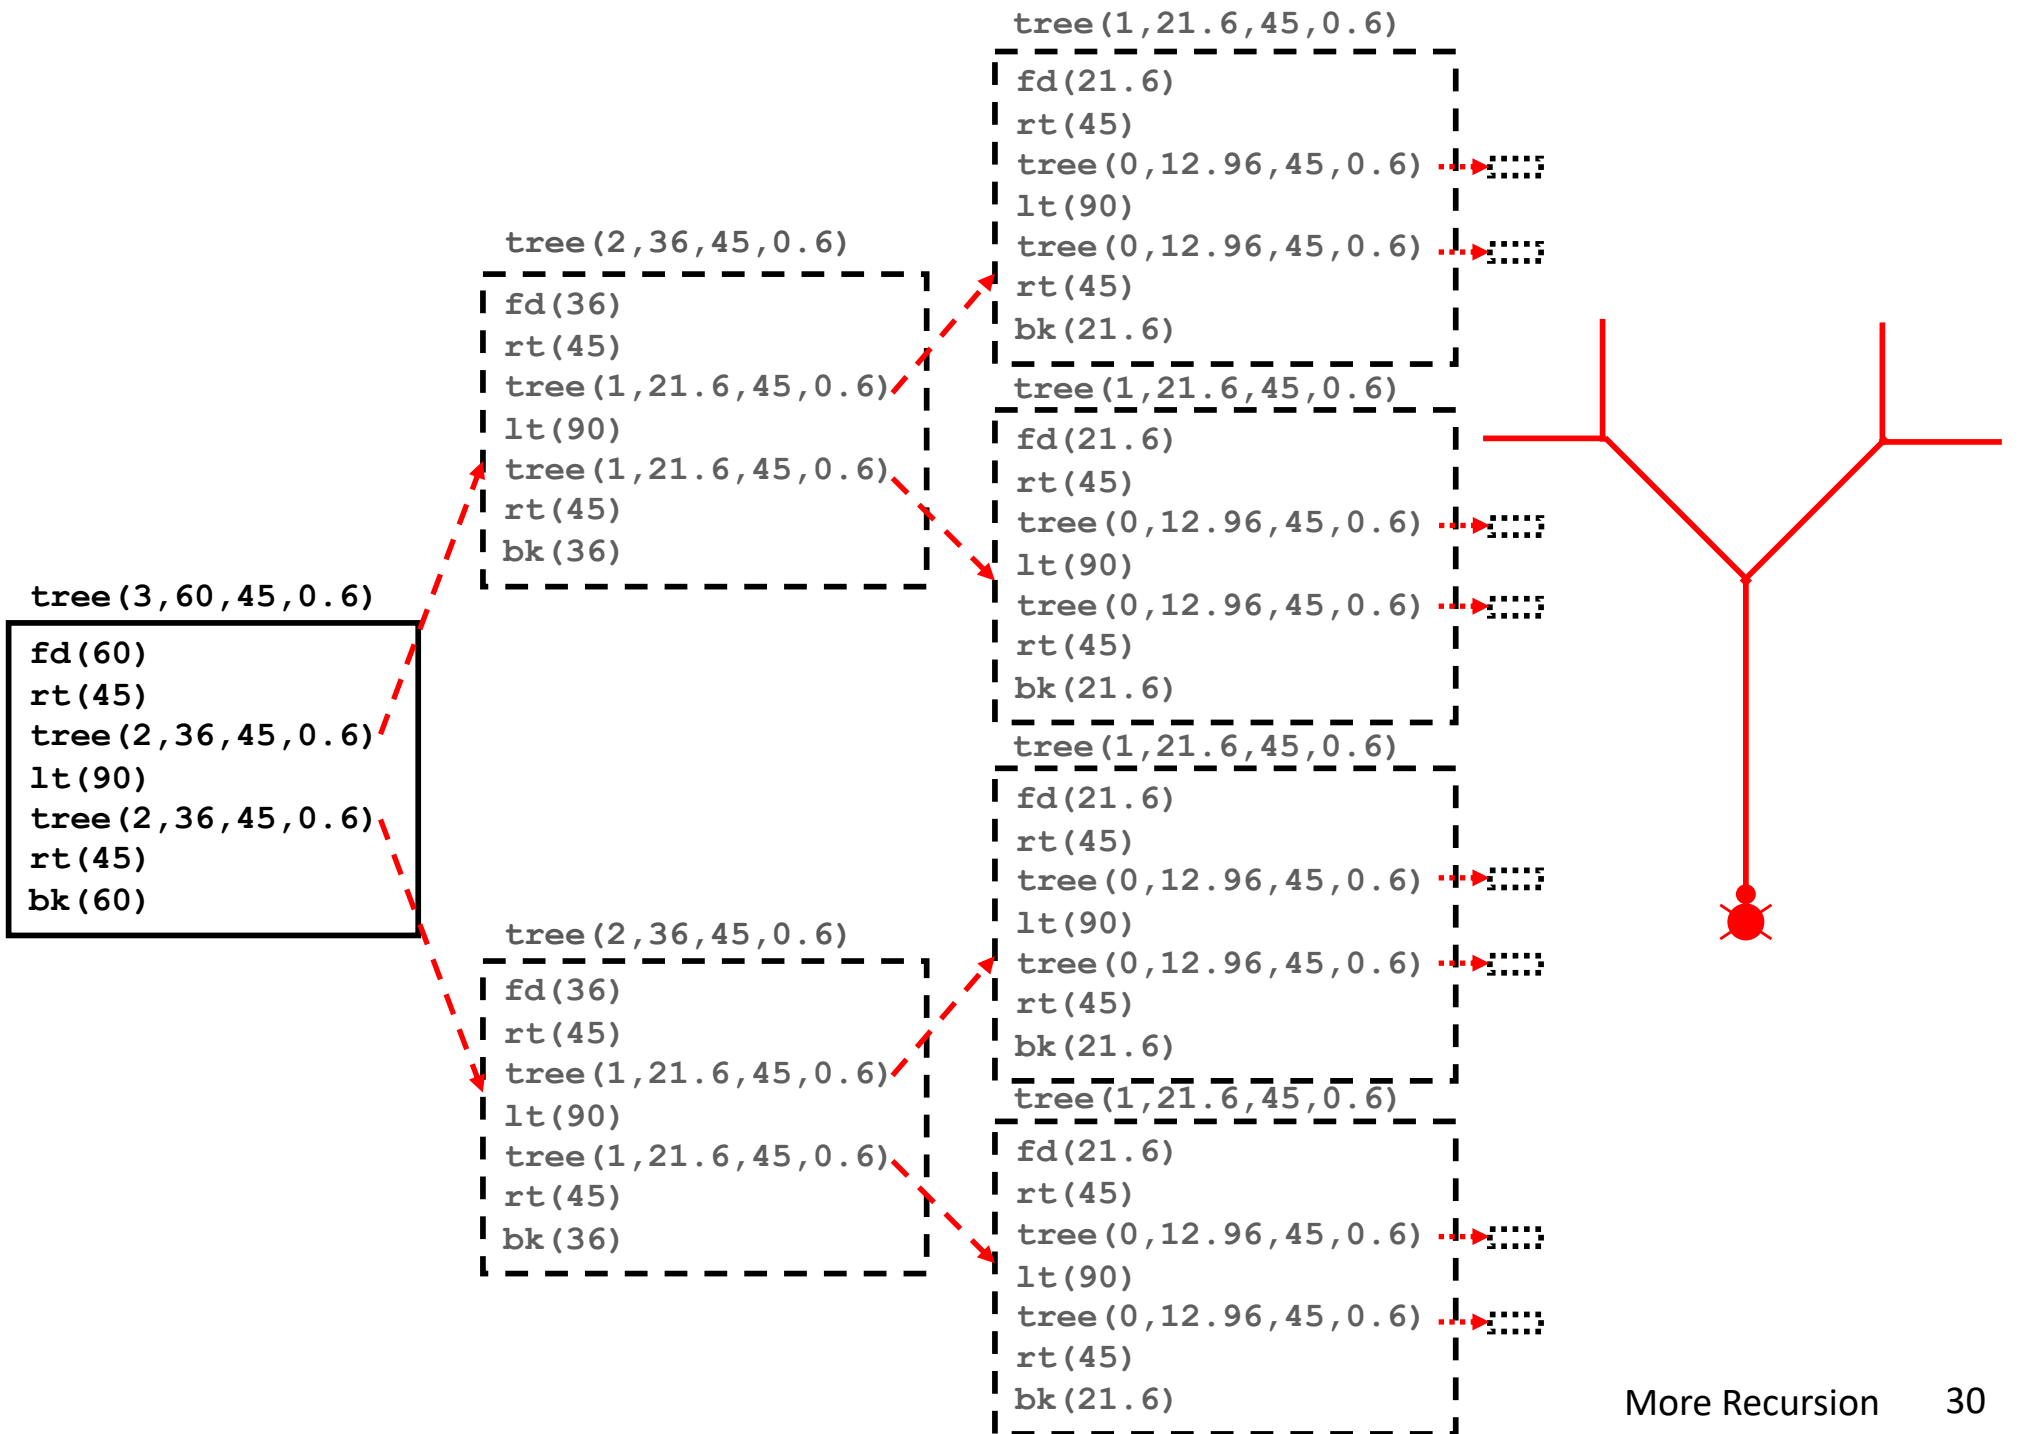 tree(3,60,45,0.6)
fd(60)
rt(45)
tree(2,36,45,0.6)
lt(90)
tree(2,36,45,0.6)
rt(45)
bk(60)
tree(2,36,45,0.6)
fd(36)
rt(45)
tree(1,21.6,45,0.6)
lt(90)
tree(1,21.6,45,0.6)
rt(45)
bk(36)
tree(2,36,45,0.6)
fd(36)
rt(45)
tree(1,21.6,45,0.6)
lt(90)
tree(1,21.6,45,0.6)
rt(45)
bk(36)
tree(1,21.6,45,0.6)
fd(21.6)
rt(45)
tree(0,12.96,45,0.6)
lt(90)
tree(0,12.96,45,0.6)
rt(45)
bk(21.6)
tree(1,21.6,45,0.6)
fd(21.6)
rt(45)
tree(0,12.96,45,0.6)
lt(90)
tree(0,12.96,45,0.6)
rt(45)
bk(21.6)
tree(1,21.6,45,0.6)
fd(21.6)
rt(45)
tree(0,12.96,45,0.6)
lt(90)
tree(0,12.96,45,0.6)
rt(45)
bk(21.6)
tree(1,21.6,45,0.6)
fd(21.6)
rt(45)
tree(0,12.96,45,0.6)
lt(90)
tree(0,12.96,45,0.6)
rt(45)
bk(21.6)
More Recursion 30